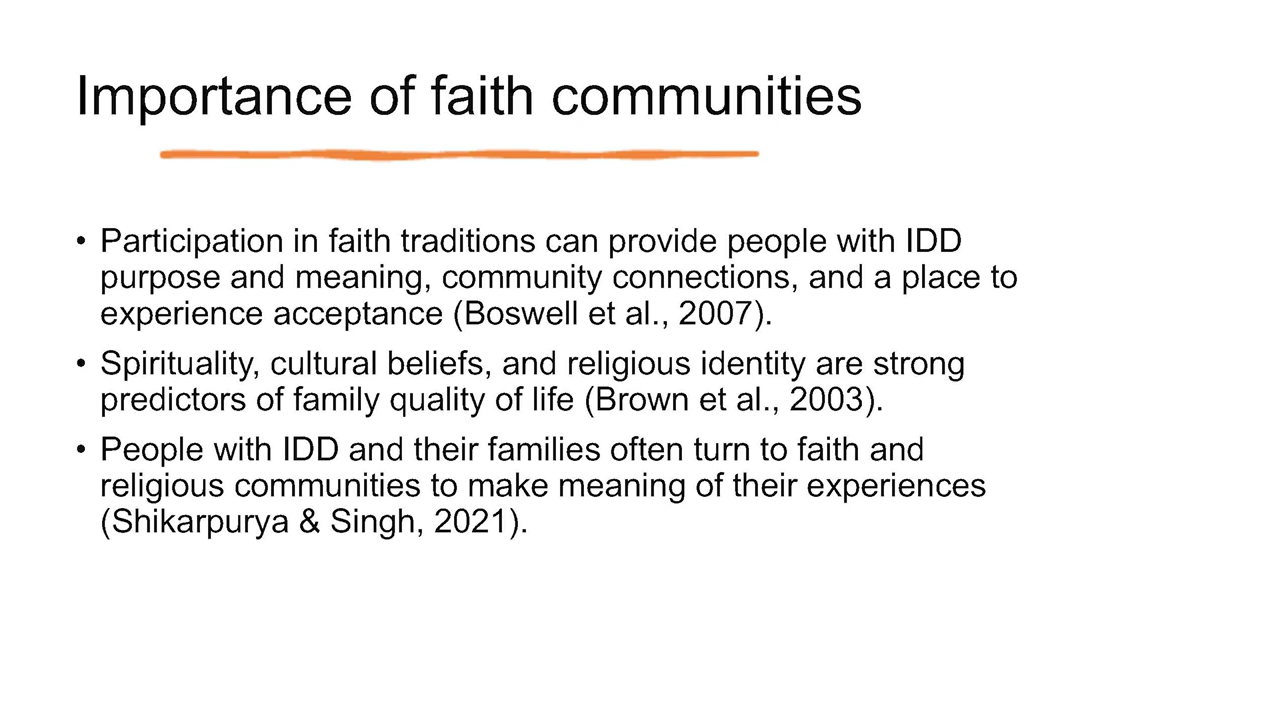 Importance of faith communities
• Participation in faith traditions can provide people with IDD
purpose and meaning, community connections, and a place to
experience acceptance (Boswell et al., 2007).
• Spirituality, cultural beliefs, and religious identity are strong
predictors of family quality of life (Brown et al., 2003).
• People with IDD and their families often turn to faith and
religious communities to make meaning of their experiences
(Shikarpurya & Singh, 2021).